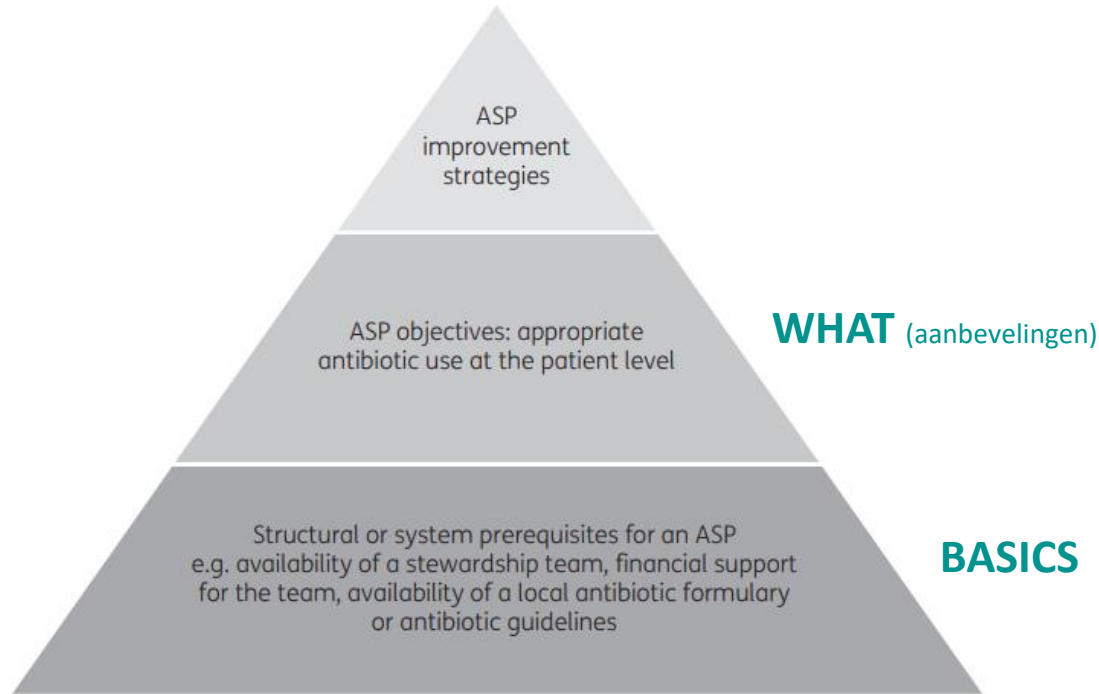 ASP
improvement
strategies
ASP objectives: appropriate
antibiotic use at the patient level
WHAT (aanbevelingen)
Structural or system prerequisites for an ASP
e.g. availability of a stewardship team, financial support
for the team, availability of a local antibiotic formulary
or antibiotic guidelines
BASICS